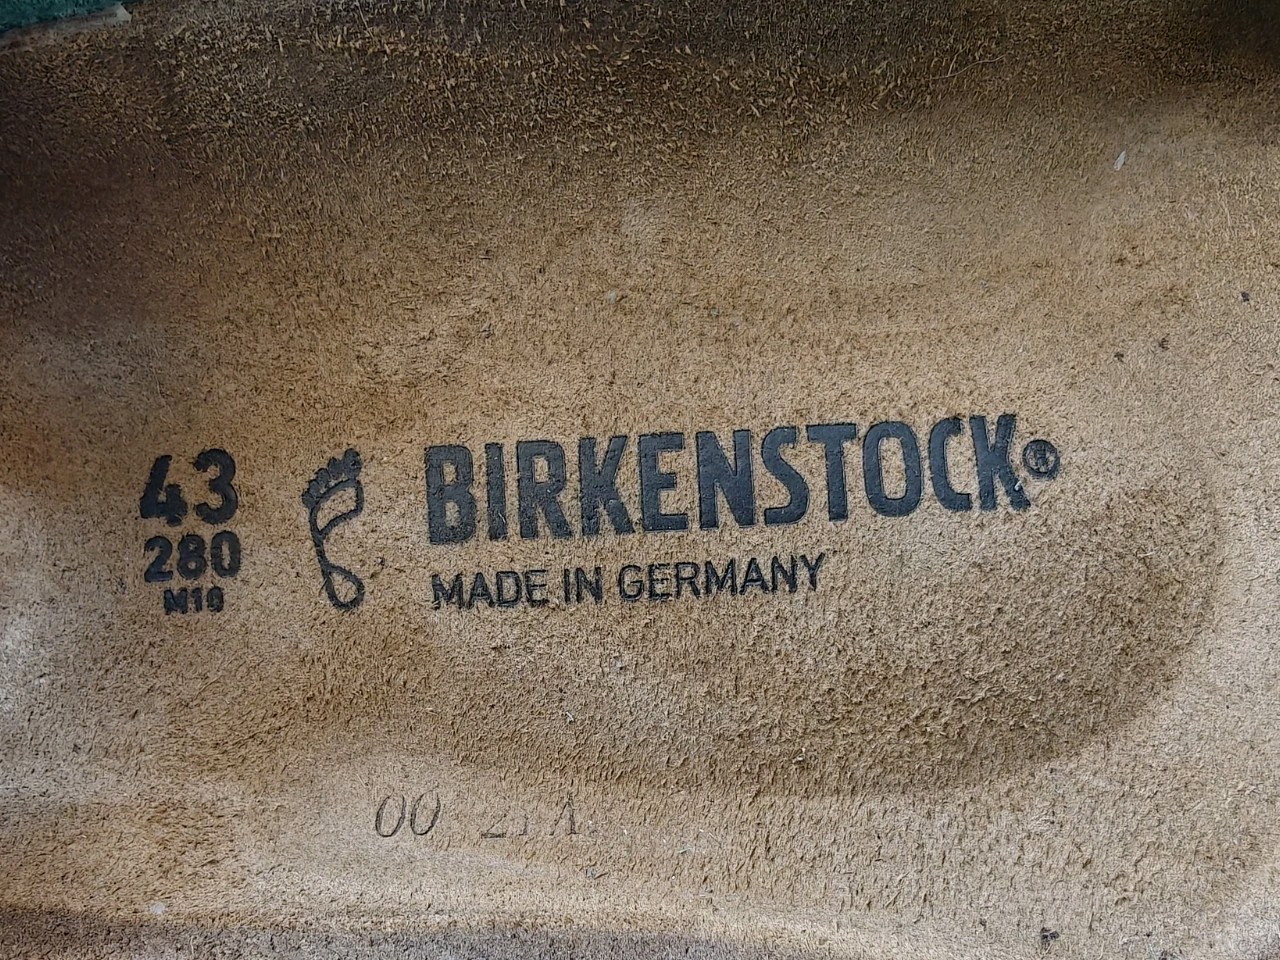 43
280
N19
BIRKENSTOCK®
MADE IN GERMANY
00